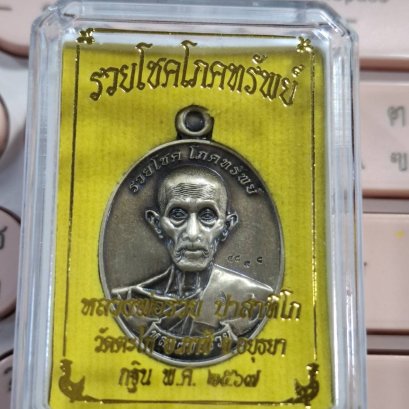 รวยโชคโภคทรัพย์
รวยโชค โภคทรัพย์
หลวงพ่อรวย ปาสาทิโก
วัดตะโก
อยุธยา
กฐิน พ.ศ. ๒๕๖๗
ต
ข